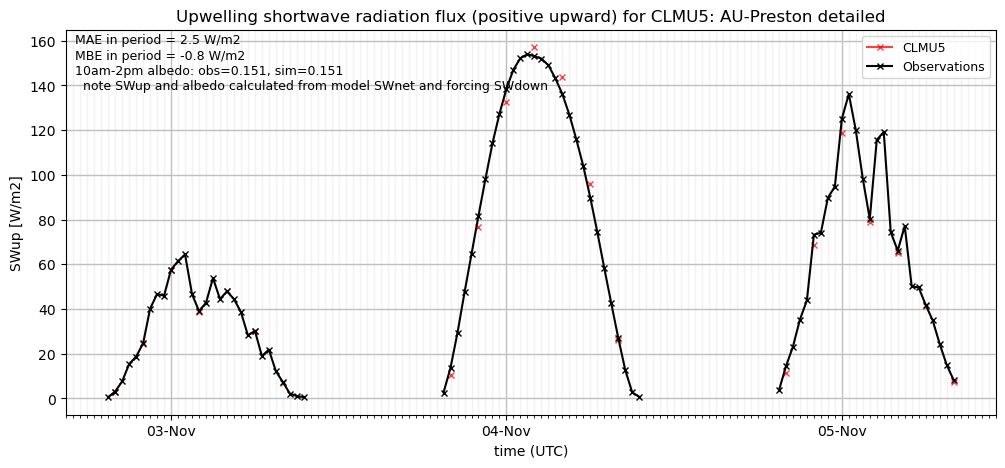 Upwelling shortwave radiation flux (positive upward) for CLMU5: AU-Preston detailed
MAE in period = 2.5 W/m2
MBE in period = -0.8 W/m2
10am-2pm albedo: obs=0.151, sim=0.151
note SWup and albedo calculated from model SWnet and forcing SWdown
CLMU5
Observations
160
140
120
100
80
60
40
20
0
SWup [W/m2]
03-Nov
04-Nov
05-Nov
time (UTC)